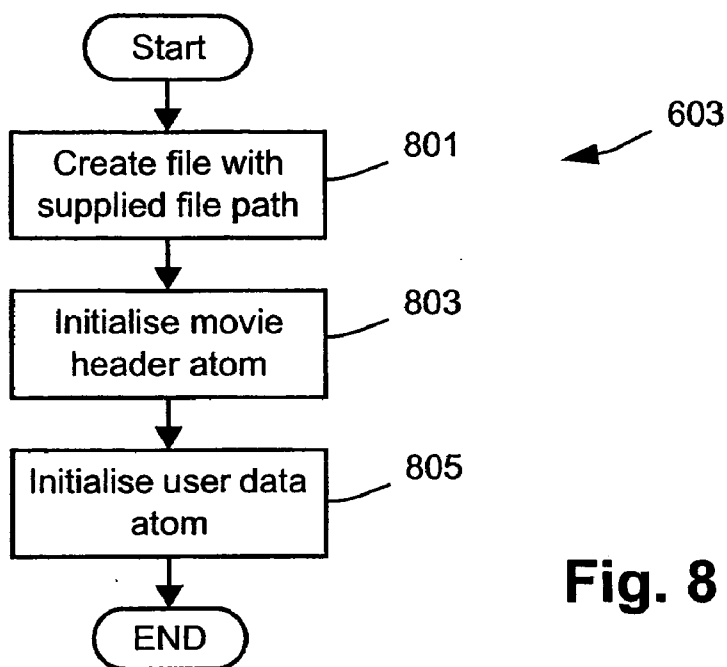 Start
603
Create file with
supplied file path
801
Initialise movie
header atom
803
Initialise user data
atom
805
END
Fig. 8